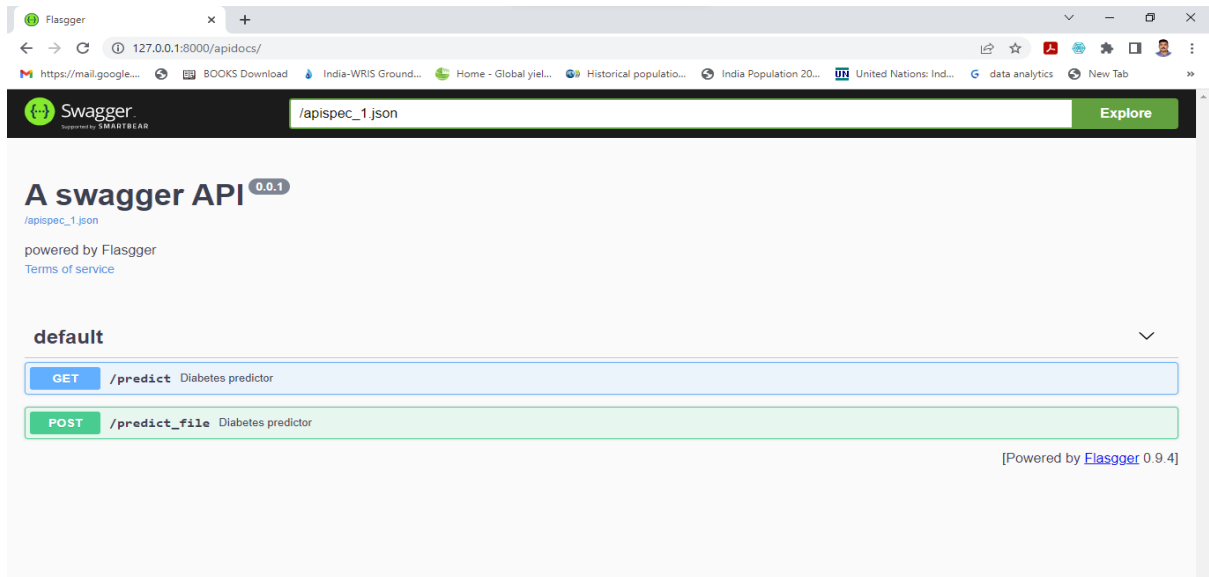 Flasgger
127.0.0.1:8000/apidocs/
https://mail.google.... BOOKS Download India-WRIS Ground... Home - Global yiel... Historical populatio... India Population 20... UN United Nations: Ind... G data analytics New Tab »
Swagger.
Supported by SMARTBEAR
/apispec_1.json
Explore
A swagger API 0.0.1
/apispec_1.json
powered by Flasgger
Terms of service
default
GET /predict Diabetes predictor
POST /predict_file Diabetes predictor
[Powered by Flasgger 0.9.4]